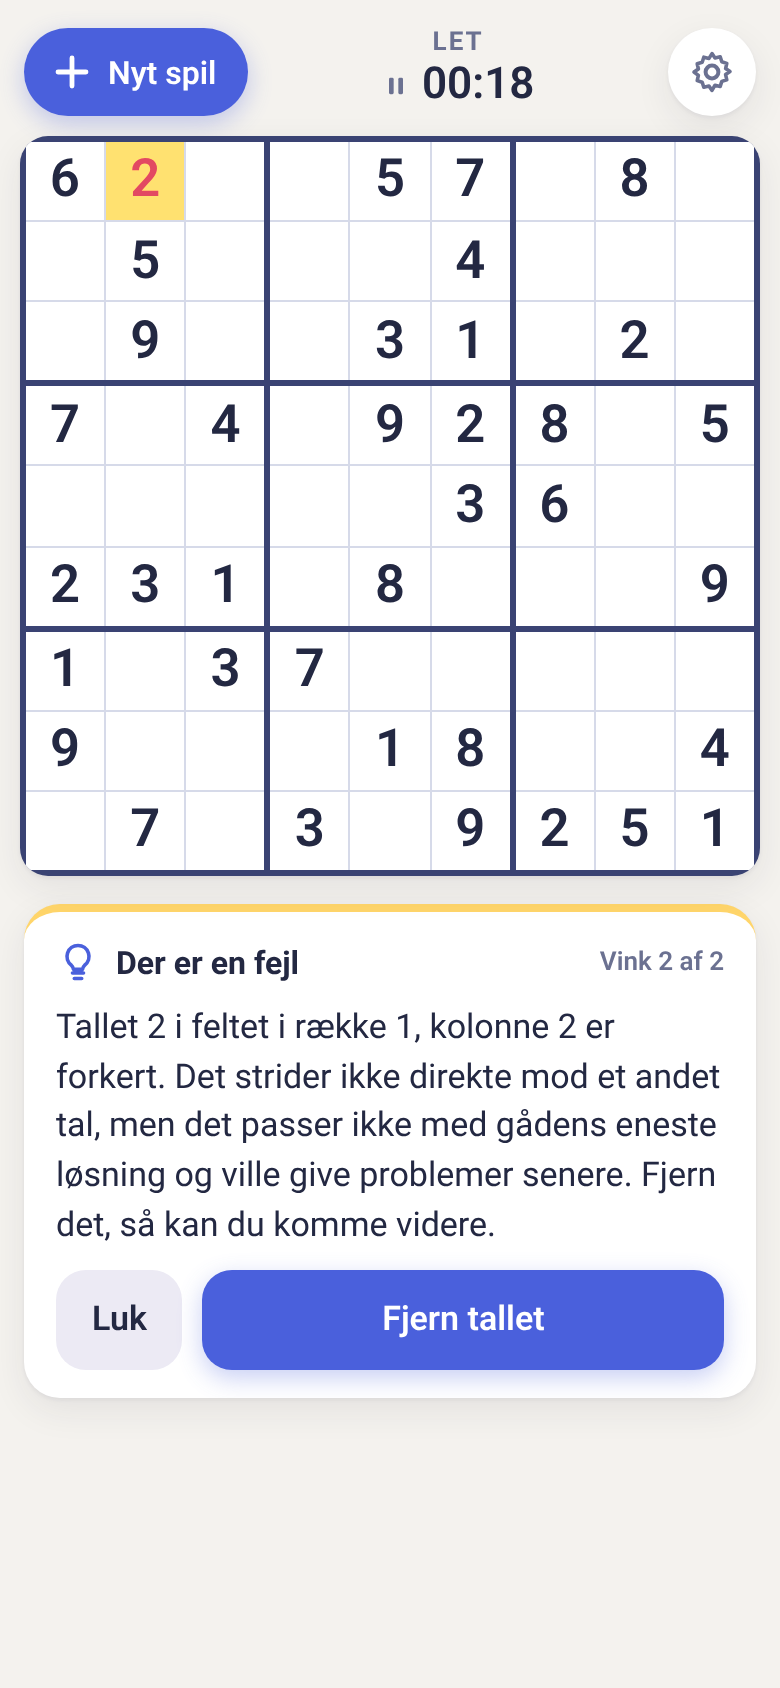 Nyt spil
LET
00:18
6 2 5 7 8
5 4
9 3 1 2
7 4 9 2 8 5
3 6
2 3 1 8 9
1 3 7
9 1 8 4
7 3 9 2 5 1
Der er en fejl
Vink 2 af 2
Tallet 2 i feltet i række 1, kolonne 2 er
forkert. Det strider ikke direkte mod et andet
tal, men det passer ikke med gådens eneste
løsning og ville give problemer senere. Fjern
det, så kan du komme videre.
Luk
Fjern tallet